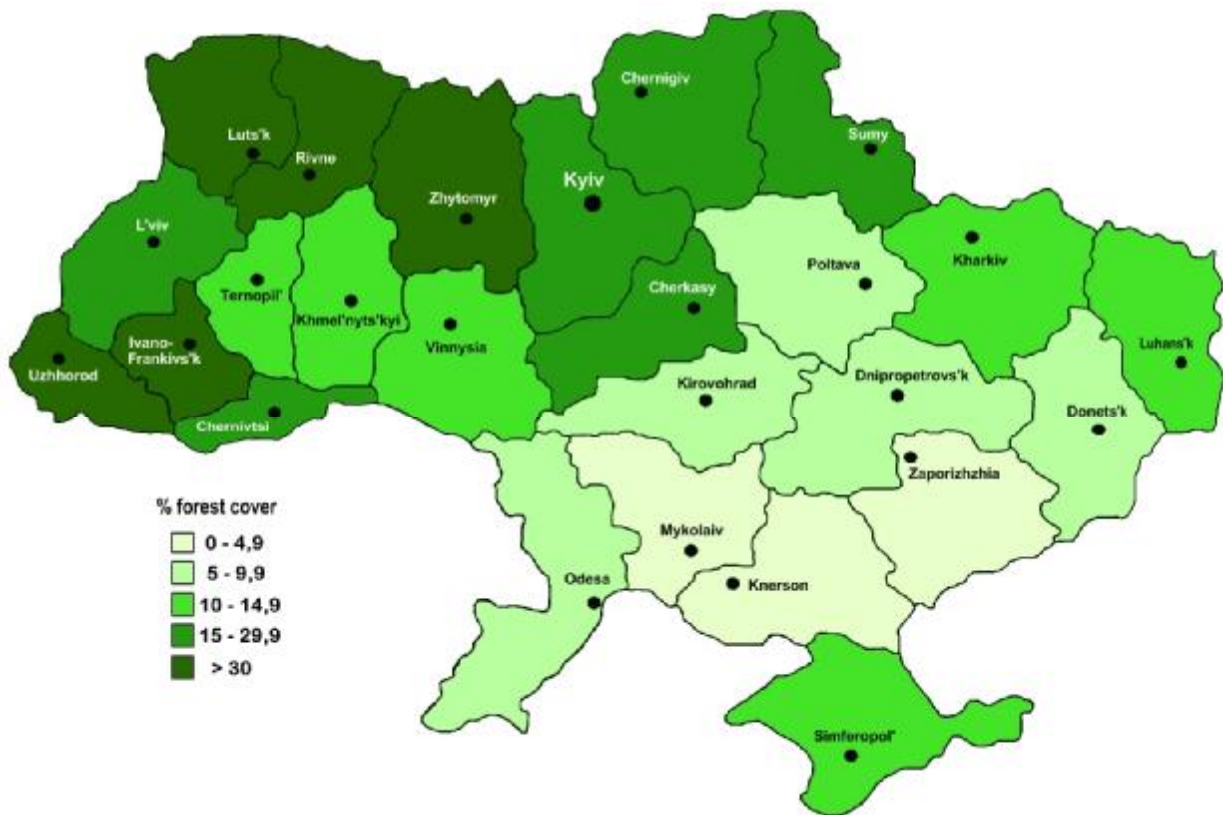 Chernigiv
Sumy
Luts'k
Rivne
Kyiv
Zhytomyr
L'viv
Kharkiv
Poltava
Ternopil'
Cherkasy
Khmel'nyts'kyi
Vinnysia
Ivano-
Frankivs'k
Luhans'k
Uzhhorod
Kirovohrad
Dnipropetrovs'k
Donets'k
Chernivtsi
Zaporizhzhia
% forest cover
0 - 4,9
5 - 9,9
10 - 14,9
15 - 29,9
> 30
Mykolaiv
Odesa
Knerson
Simferopol'